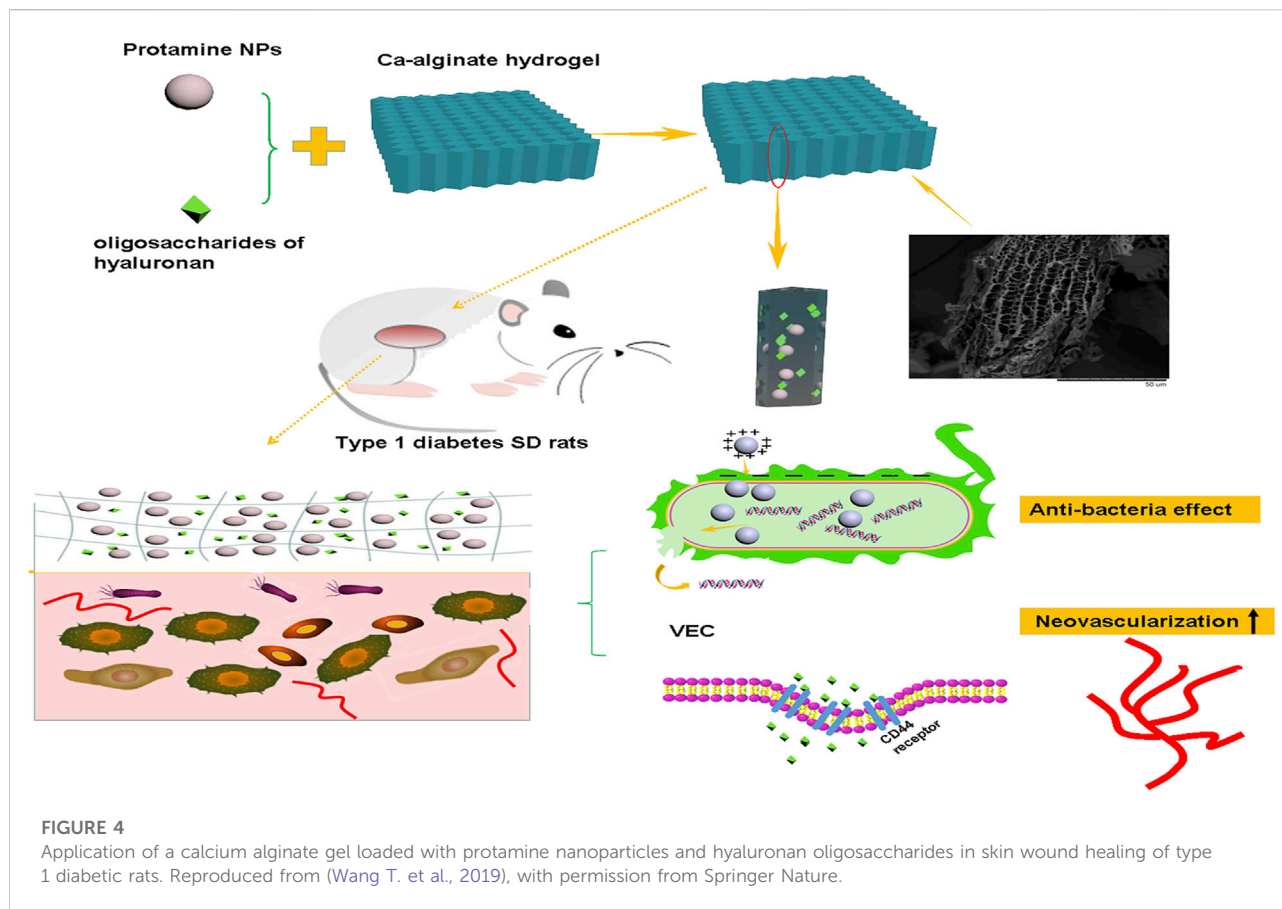 Protamine NPs
Ca-alginate hydrogel
oligosaccharides of
hyaluronan
50 um
Type 1 diabetes SD rats
+++
Anti-bacteria effect
VEC
Neovascularization ↑
CD44
receptor
FIGURE 4
Application of a calcium alginate gel loaded with protamine nanoparticles and hyaluronan oligosaccharides in skin wound healing of type
1 diabetic rats. Reproduced from (Wang T. et al., 2019), with permission from Springer Nature.